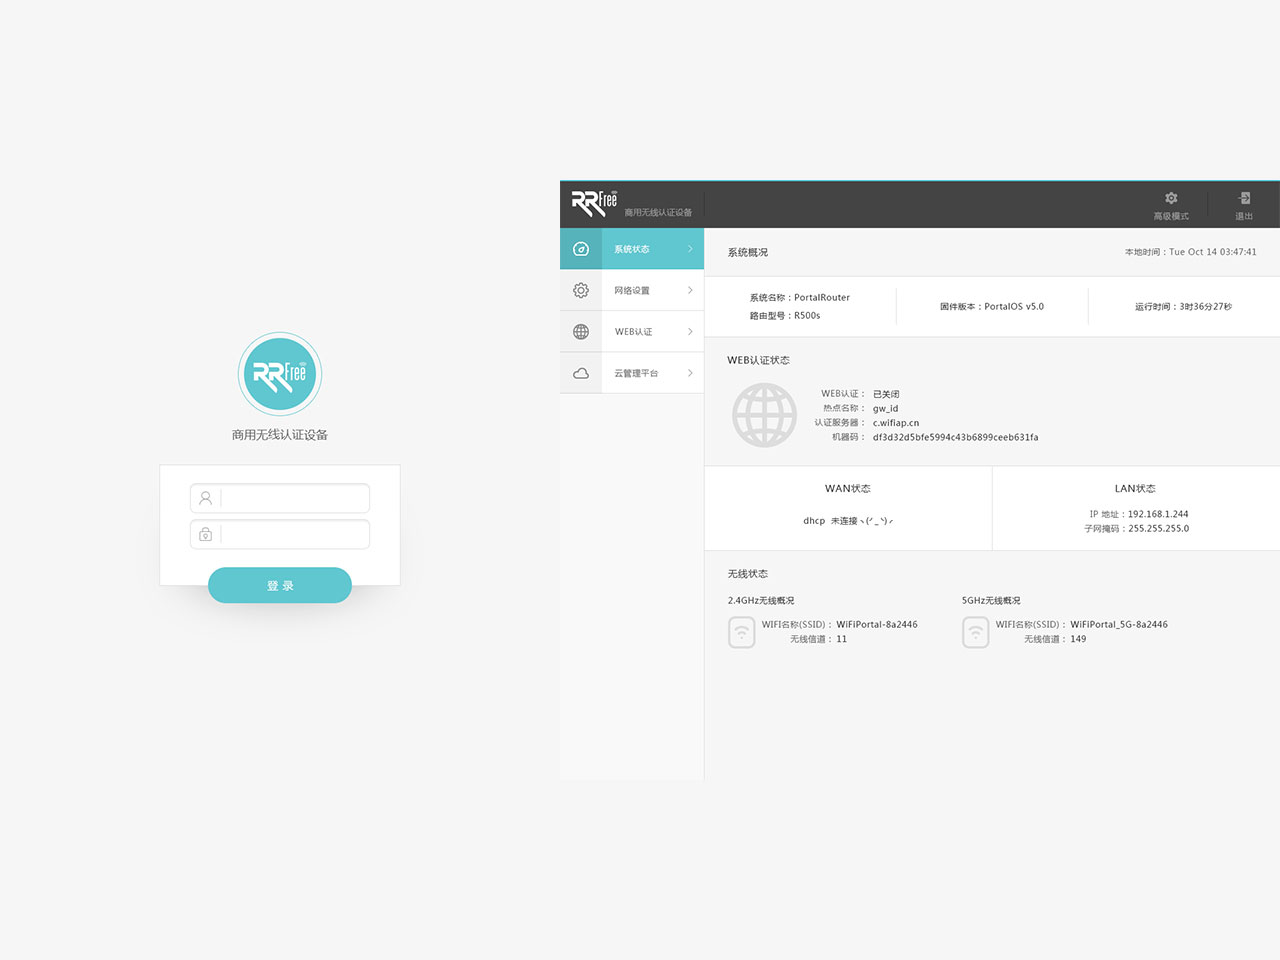 RRFree
商用无线认证设备
登 录
RRFree 商用无线认证设备
高级模式
退出
系统状态
网络设置
WEB认证
云管理平台
系统概况
本地时间：Tue Oct 14 03:47:41
系统名称：PortalRouter
路由型号：R500s
固件版本：PortalOS v5.0
运行时间：3时36分27秒
WEB认证状态
WEB认证： 已关闭
热点名称： gw_id
认证服务器： c.wifiap.cn
机器码： df3d32d5bfe5994c43b6899ceeb631fa
WAN状态
dhcp 未连接ヽ(ˊ_ˋ)ノ
LAN状态
IP 地址：192.168.1.244
子网掩码：255.255.255.0
无线状态
2.4GHz无线概况
WIFI名称(SSID)： WiFiPortal-8a2446
无线信道： 11
5GHz无线概况
WIFI名称(SSID)： WiFiPortal_5G-8a2446
无线信道： 149